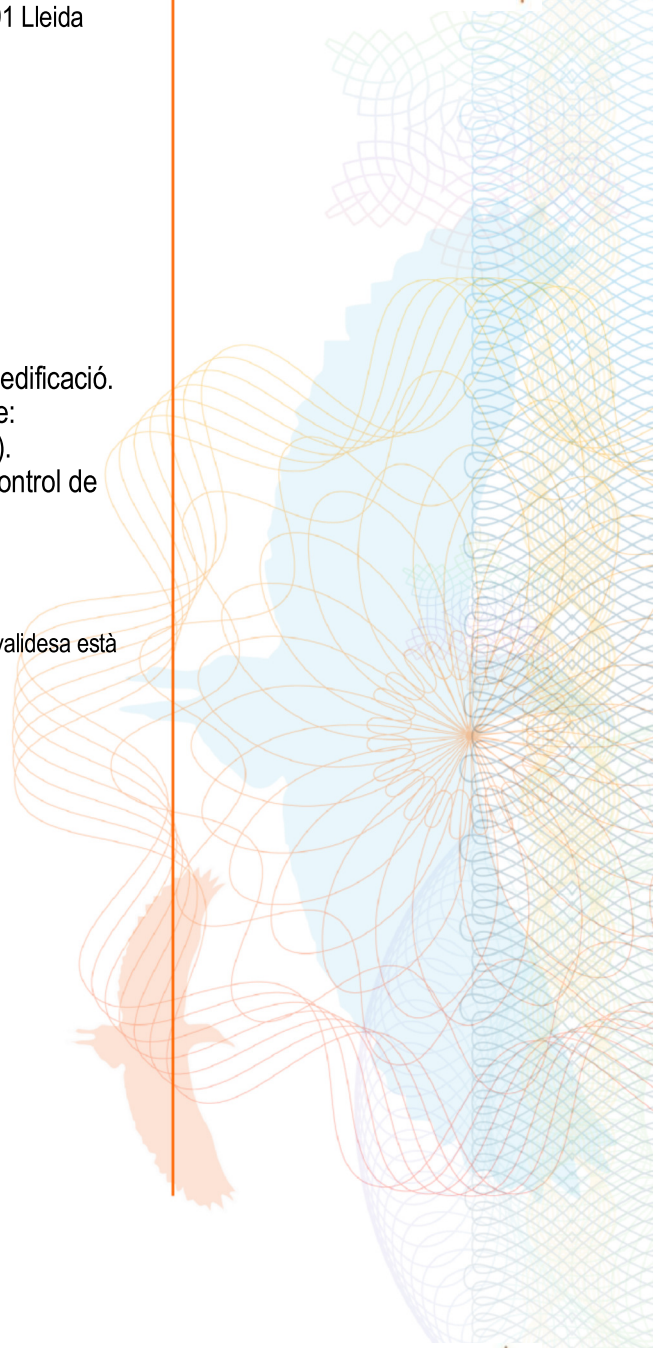 01 Lleida
edificació.
e:
).
ontrol de
validesa està